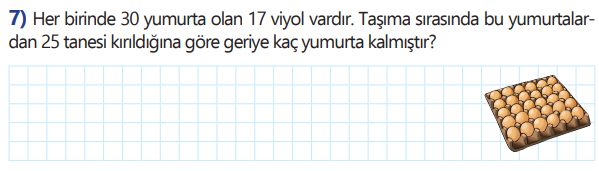 7) Her birinde 30 yumurta olan 17 viyol vardır. Taşıma sırasında bu yumurtalar-
dan 25 tanesi kırıldığına göre geriye kaç yumurta kalmıştır?